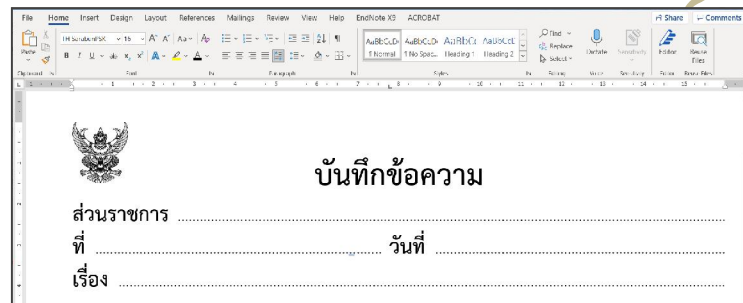 File Home Insert Design Layout References Mailings Review View Help EndNote X9 ACROBAT Share Comments
TH SarabunPSK 16 Find
Paste Replace Dictate Sensitivity Editor Reuse Files
B I U Normal No Spac... Heading 1 Heading 2 Select
Clipboard Font Paragraph Styles Editing Voice Sensitivity Editor Reuse Files
บันทึกข้อความ
ส่วนราชการ
ที่ วันที่
เรื่อง